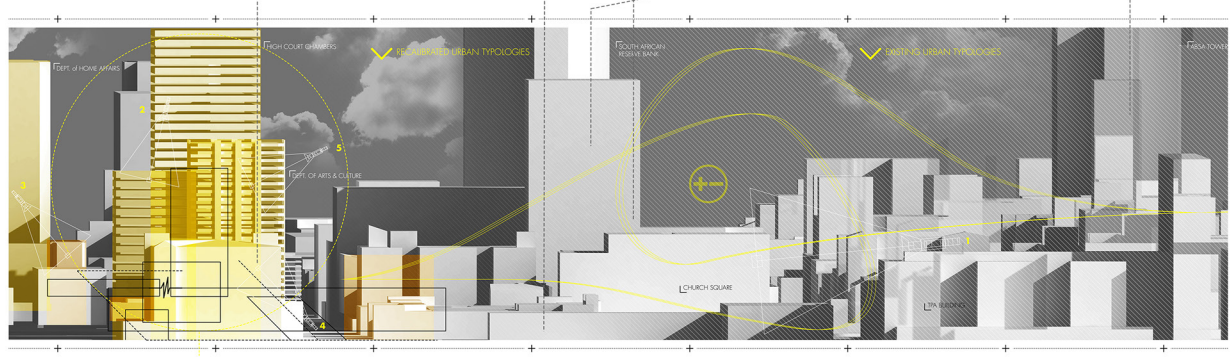 HIGH COURT CHAMBERS
RECALIBRATED URBAN TYPOLOGIES
SOUTH AFRICAN
RESERVE BANK
EXISTING URBAN TYPOLOGIES
ABSA TOWER
DEPT. of HOME AFFAIRS
2
5
DEPT. OF ARTS & CULTURE
3
1
CHURCH SQUARE
TPA BUILDING
4